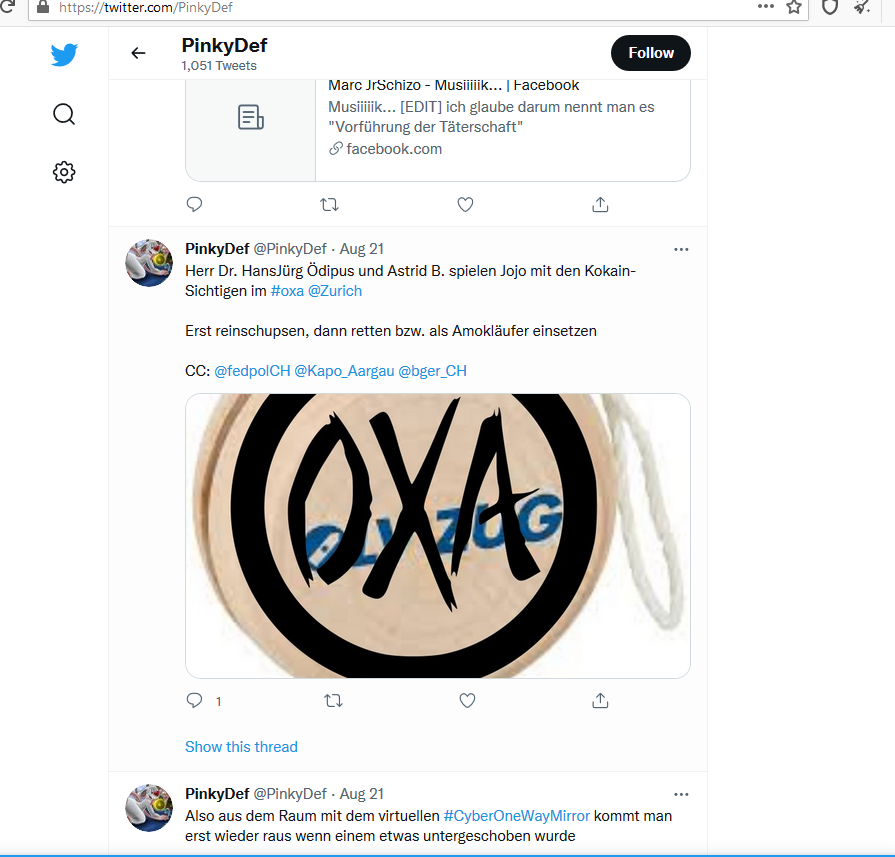 https://twitter.com/PinkyDef
PinkyDef
1,051 Tweets
Follow
Marc JrSchizo - Musiiiiik... | Facebook
Musiiiiik... [EDIT] ich glaube darum nennt man es
"Vorführung der Täterschaft"
facebook.com
PinkyDef @PinkyDef · Aug 21
Herr Dr. HansJürg Ödipus und Astrid B. spielen Jojo mit den Kokain-
Sichtigen im #oxa @Zurich
Erst reinschupsen, dann retten bzw. als Amokläufer einsetzen
CC: @fedpolCH @Kapo_Aargau @bger_CH
OXA
ZUG
1
Show this thread
PinkyDef @PinkyDef · Aug 21
Also aus dem Raum mit dem virtuellen #CyberOneWayMirror kommt man
erst wieder raus wenn einem etwas untergeschoben wurde